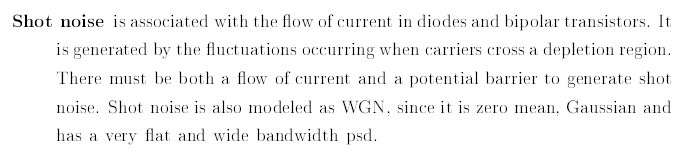 Shot noise is associated with the flow of current in diodes and bipolar transistors. It
is generated by the fluctuations occurring when carriers cross a depletion region.
There must be both a flow of current and a potential barrier to generate shot
noise. Shot noise is also modeled as WGN, since it is zero mean, Gaussian and
has a very flat and wide bandwidth psd.